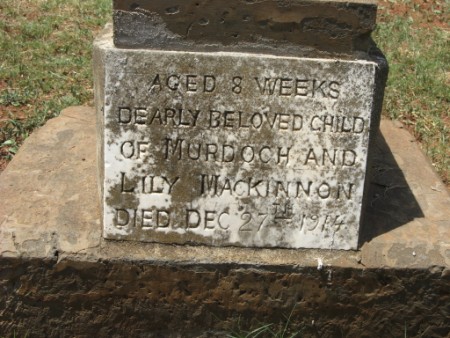 AGED 8 WEEKS
DEARLY BELOVED CHILD
OF MURDOCH AND
LILY MACKINNON
DIED DEC 27TH 1914